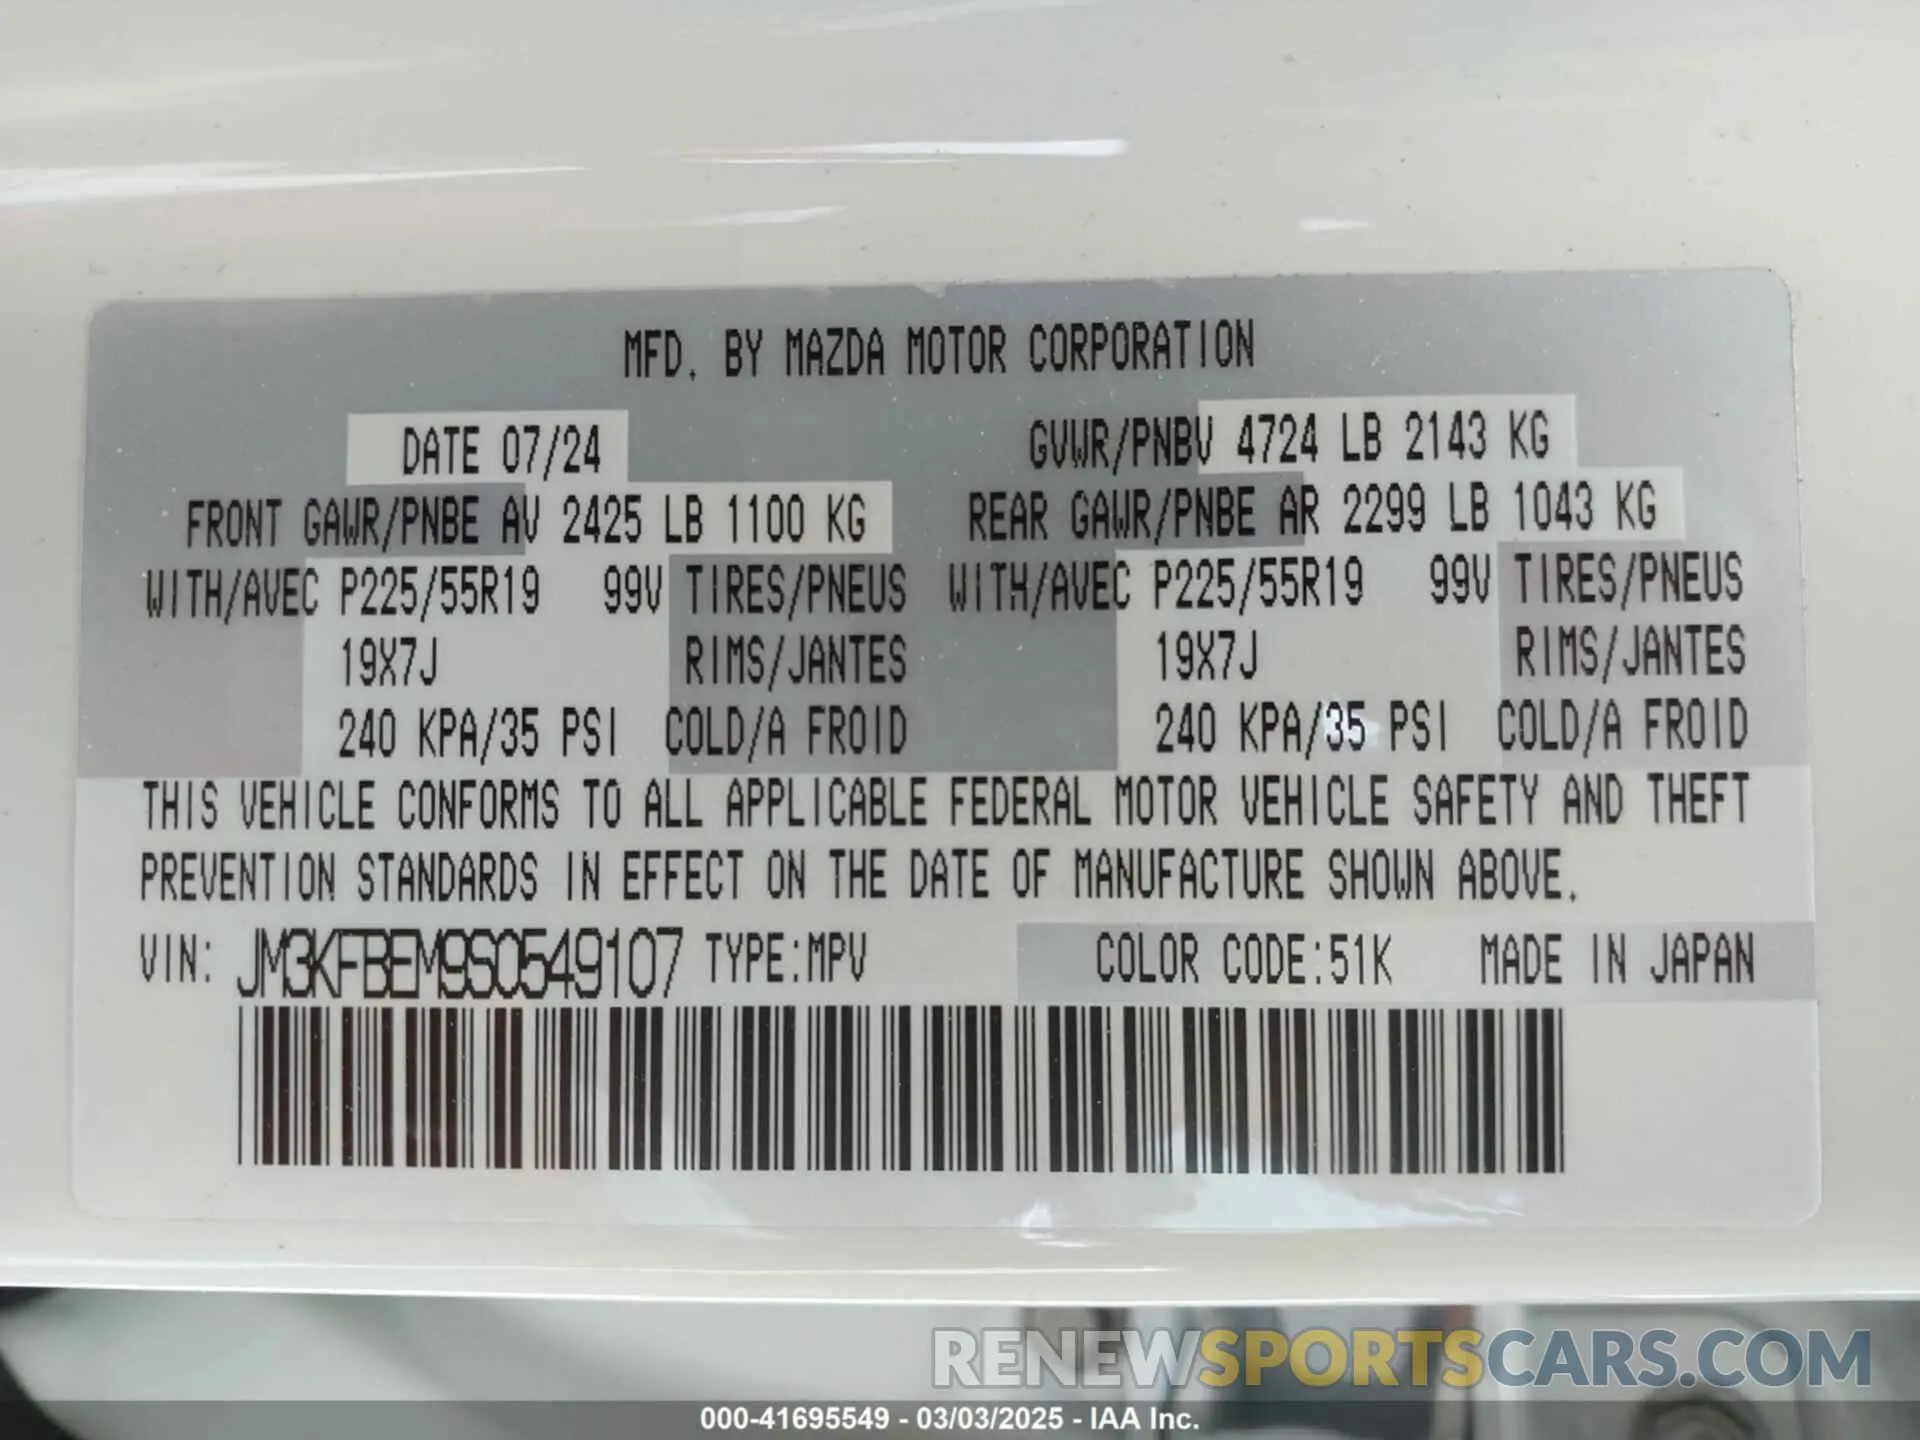 MFD. BY MAZDA MOTOR CORPORATION
DATE 07/24 GVWR/PNBV 4724 LB 2143 KG
FRONT GAWR/PNBE AV 2425 LB 1100 KG REAR GAWR/PNBE AR 2299 LB 1043 KG
WITH/AVEC P225/55R19 99V TIRES/PNEUS WITH/AVEC P225/55R19 99V TIRES/PNEUS
19X7J RIMS/JANTES 19X7J RIMS/JANTES
240 KPA/35 PSI COLD/A FROID 240 KPA/35 PSI COLD/A FROID
THIS VEHICLE CONFORMS TO ALL APPLICABLE FEDERAL MOTOR VEHICLE SAFETY AND THEFT
PREVENTION STANDARDS IN EFFECT ON THE DATE OF MANUFACTURE SHOWN ABOVE.
VIN: JM3KFBEM9S0549107 TYPE:MPV COLOR CODE:51K MADE IN JAPAN
RENEWSPORTSCARS.COM
000-41695549 - 03/03/2025 - IAA Inc.